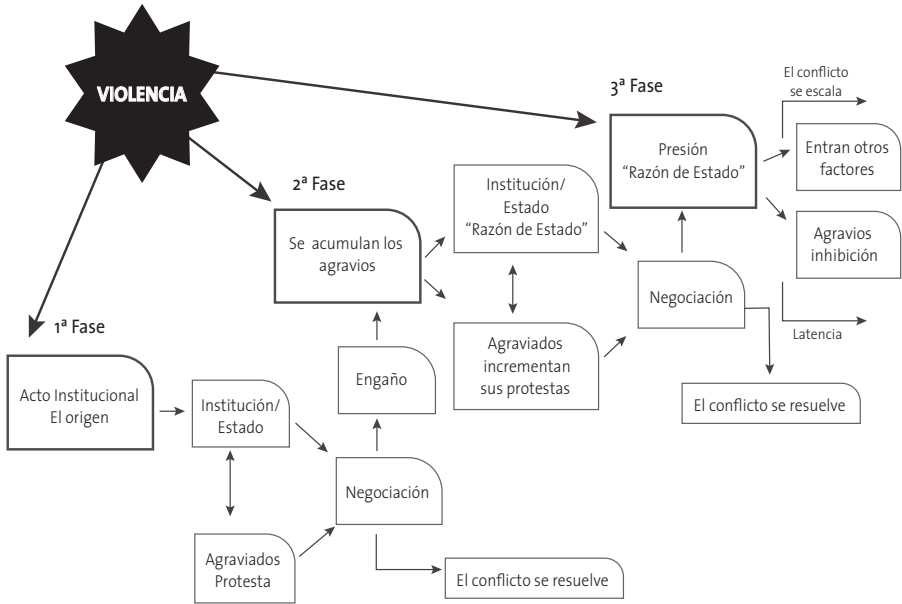 VIOLENCIA
3ª Fase
El conflicto
se escala
Presión
“Razón de Estado”
Entran otros
factores
Agravios
inhibición
Latencia
2ª Fase
Se acumulan los
agravios
Institución/
Estado
“Razón de Estado”
Agraviados
incrementan
sus protestas
Negociación
El conflicto se resuelve
1ª Fase
Acto Institucional
El origen
Institución/
Estado
Agraviados
Protesta
Engaño
Negociación
El conflicto se resuelve